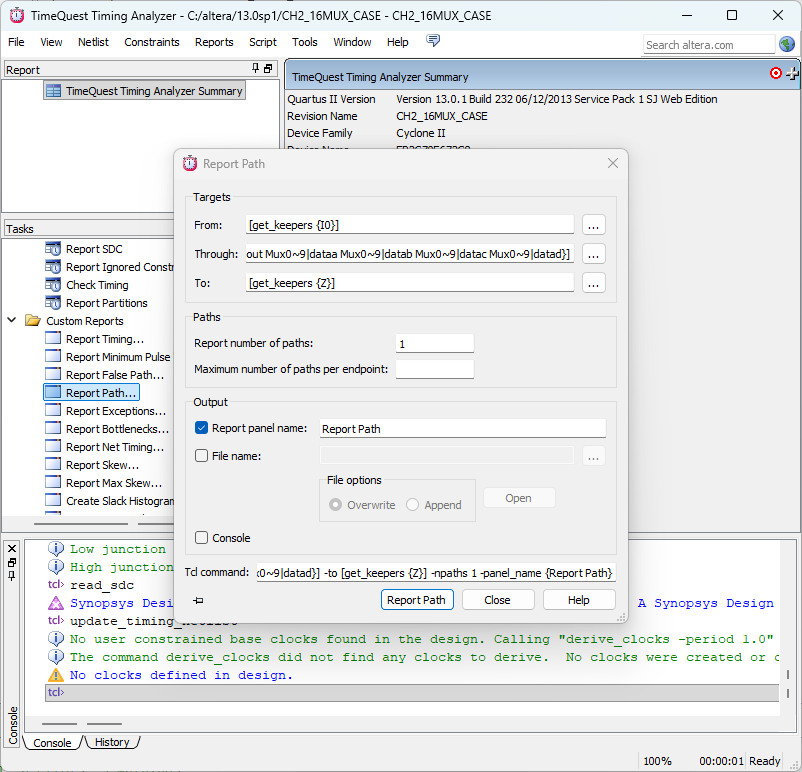 TimeQuest Timing Analyzer - C:/altera/13.0sp1/CH2_16MUX_CASE - CH2_16MUX_CASE
File View Netlist Constraints Reports Script Tools Window Help
Search altera.com
Report
TimeQuest Timing Analyzer Summary
TimeQuest Timing Analyzer Summary
Quartus II Version Version 13.0.1 Build 232 06/12/2013 Service Pack 1 SJ Web Edition
Revision Name CH2_16MUX_CASE
Device Family Cyclone II
Tasks
Report SDC
Report Ignored Constr
Check Timing
Report Partitions
Custom Reports
Report Timing...
Report Minimum Pulse
Report False Path...
Report Path...
Report Exceptions...
Report Bottlenecks...
Report Net Timing...
Report Skew...
Report Max Skew...
Create Slack Histogram
Report Path
Targets
From: [get_keepers {I0}] ...
Through: out Mux0~9|dataa Mux0~9|datab Mux0~9|datac Mux0~9|datad}] ...
To: [get_keepers {Z}] ...
Paths
Report number of paths: 1
Maximum number of paths per endpoint:
Output
Report panel name: Report Path
File name: ...
File options
Overwrite Append
Open
Console
Tcl command: x0~9|datad}] -to [get_keepers {Z}] -npaths 1 -panel_name {Report Path}
Report Path Close Help
Low junction
High junction
tcl> read_sdc
Synopsys Desi A Synopsys Design
tcl> update_timing_netlist
No user constrained base clocks found in the design. Calling "derive_clocks -period 1.0"
The command derive_clocks did not find any clocks to derive. No clocks were created or c
No clocks defined in design.
tcl>
Console
Console History
100% 00:00:01 Ready